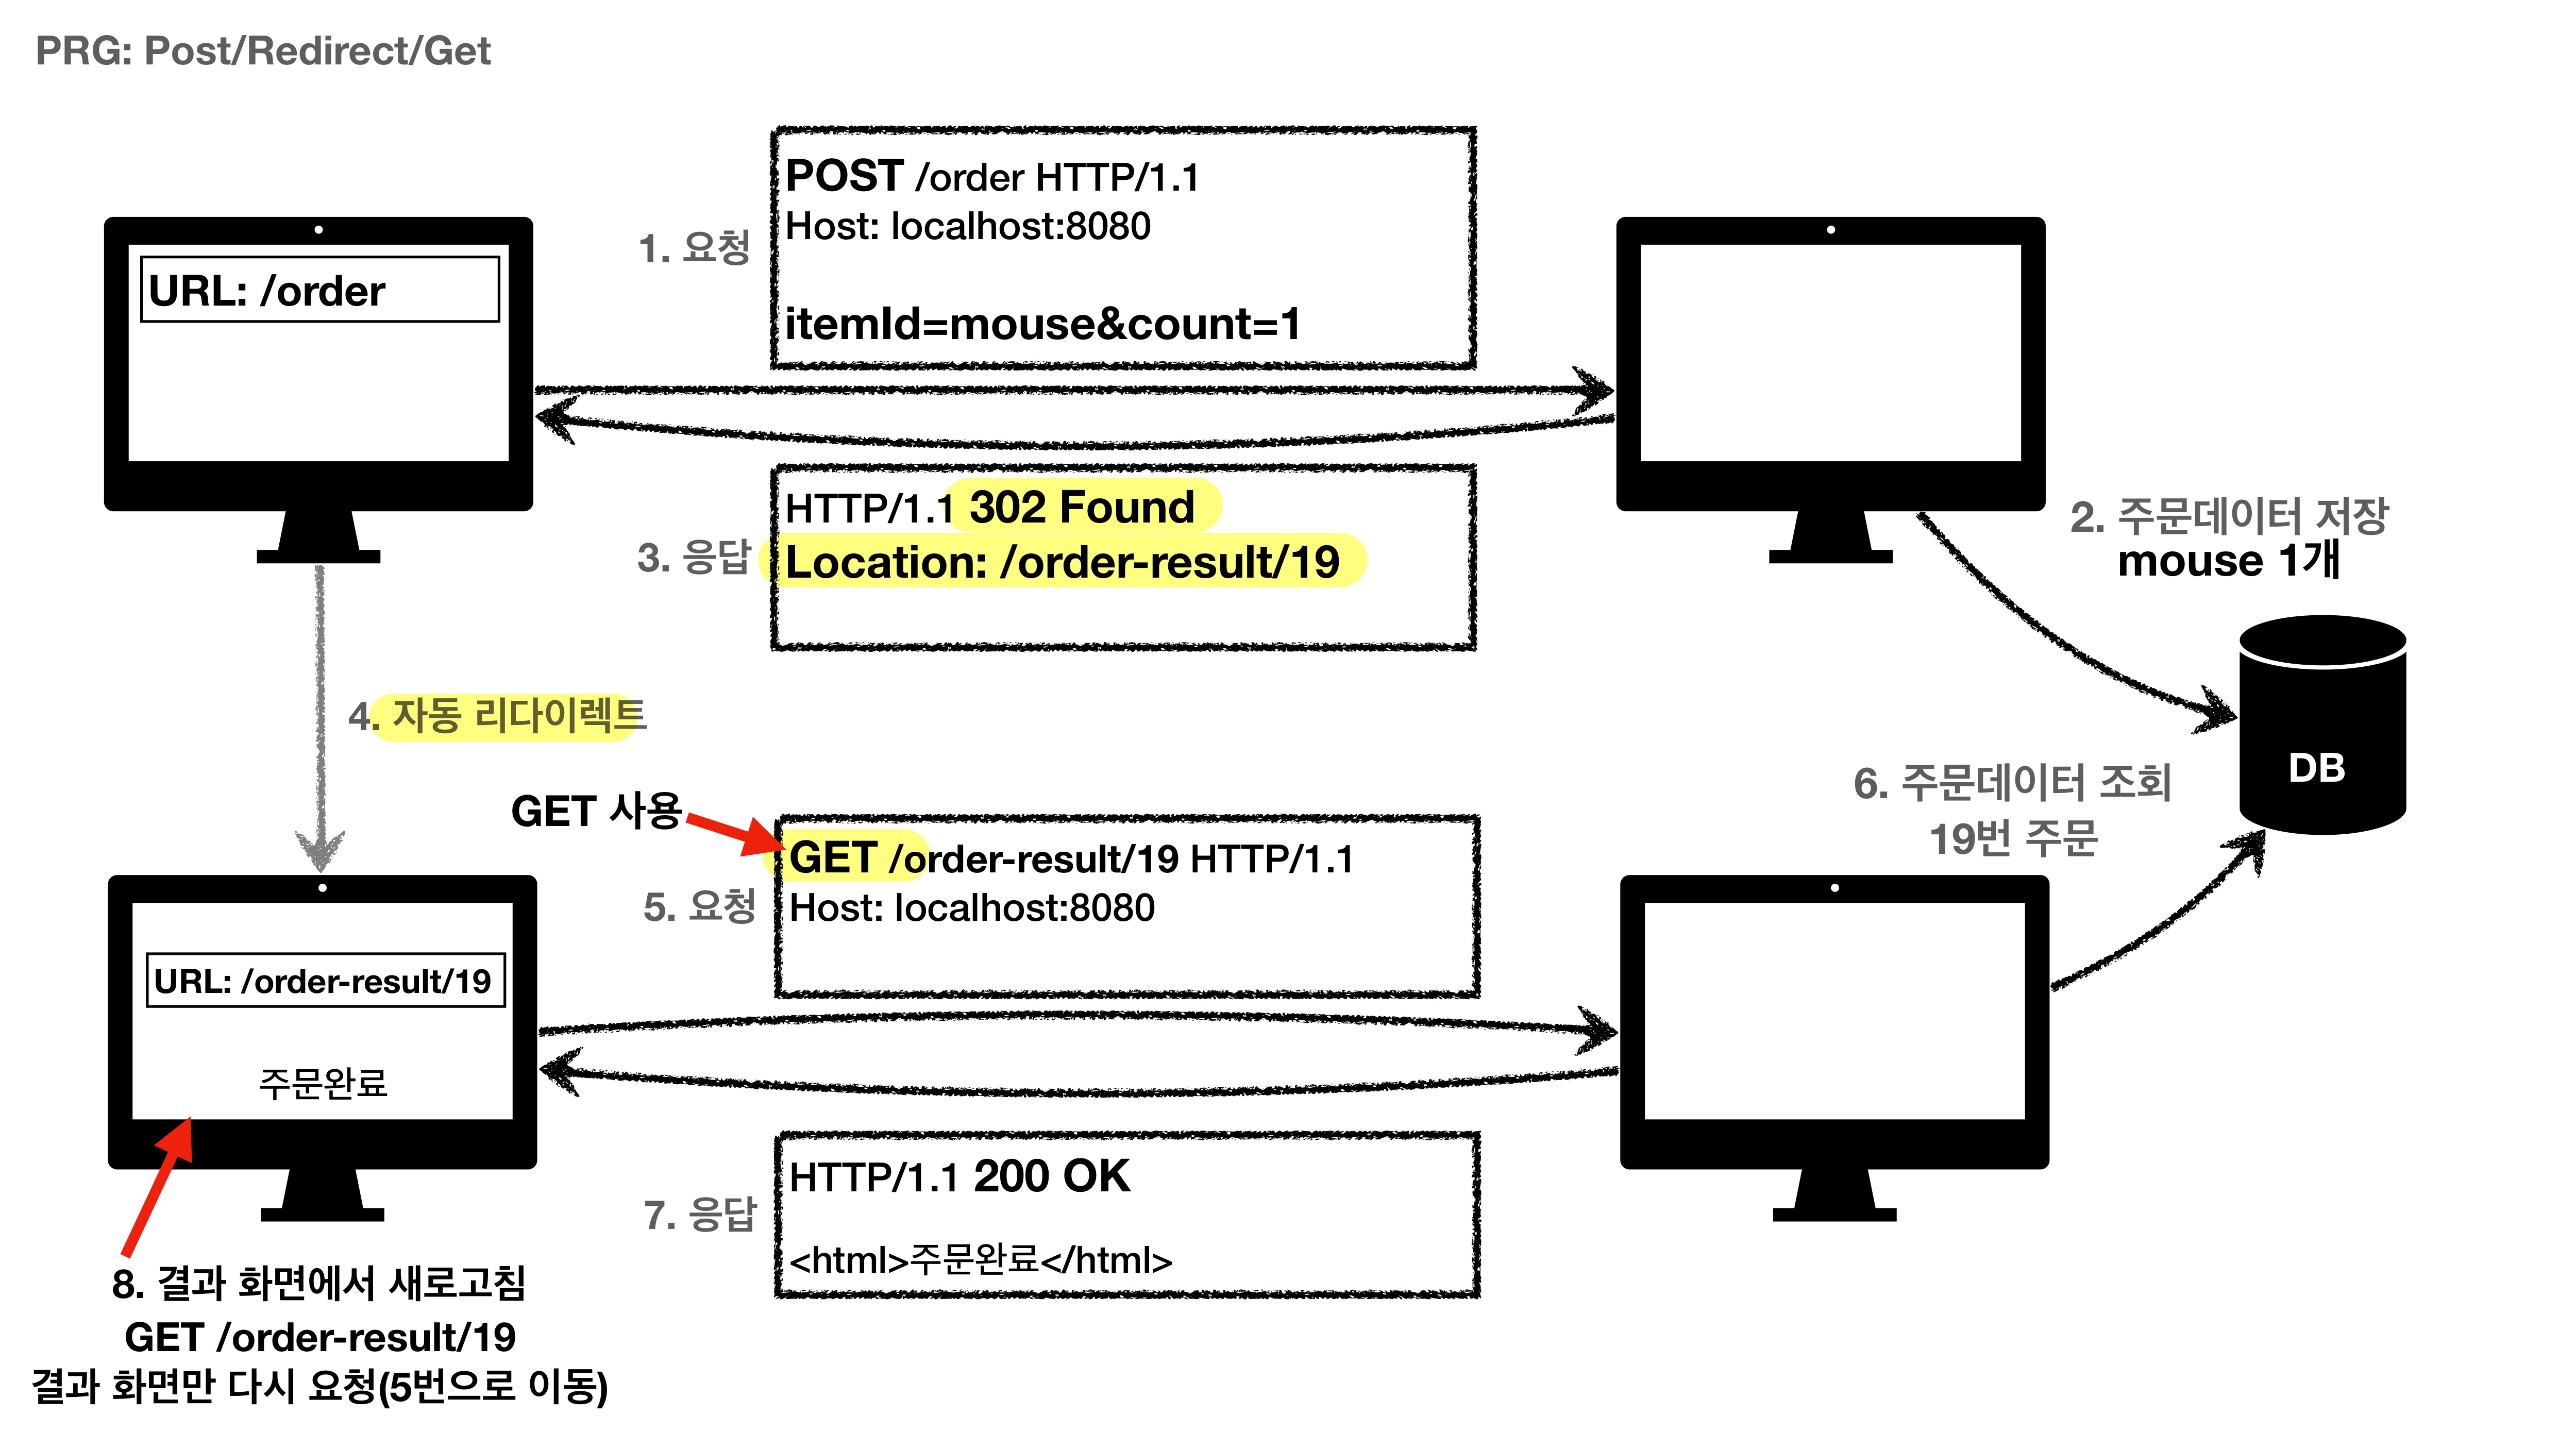 PRG: Post/Redirect/Get
URL: /order
1. 요청
POST /order HTTP/1.1
Host: localhost:8080
itemId=mouse&count=1
2. 주문데이터 저장
mouse 1개
3. 응답
HTTP/1.1 302 Found
Location: /order-result/19
4. 자동 리다이렉트
DB
GET 사용
5. 요청
GET /order-result/19 HTTP/1.1
Host: localhost:8080
6. 주문데이터 조회
19번 주문
URL: /order-result/19
주문완료
7. 응답
HTTP/1.1 200 OK
<html>주문완료</html>
8. 결과 화면에서 새로고침
GET /order-result/19
결과 화면만 다시 요청(5번으로 이동)